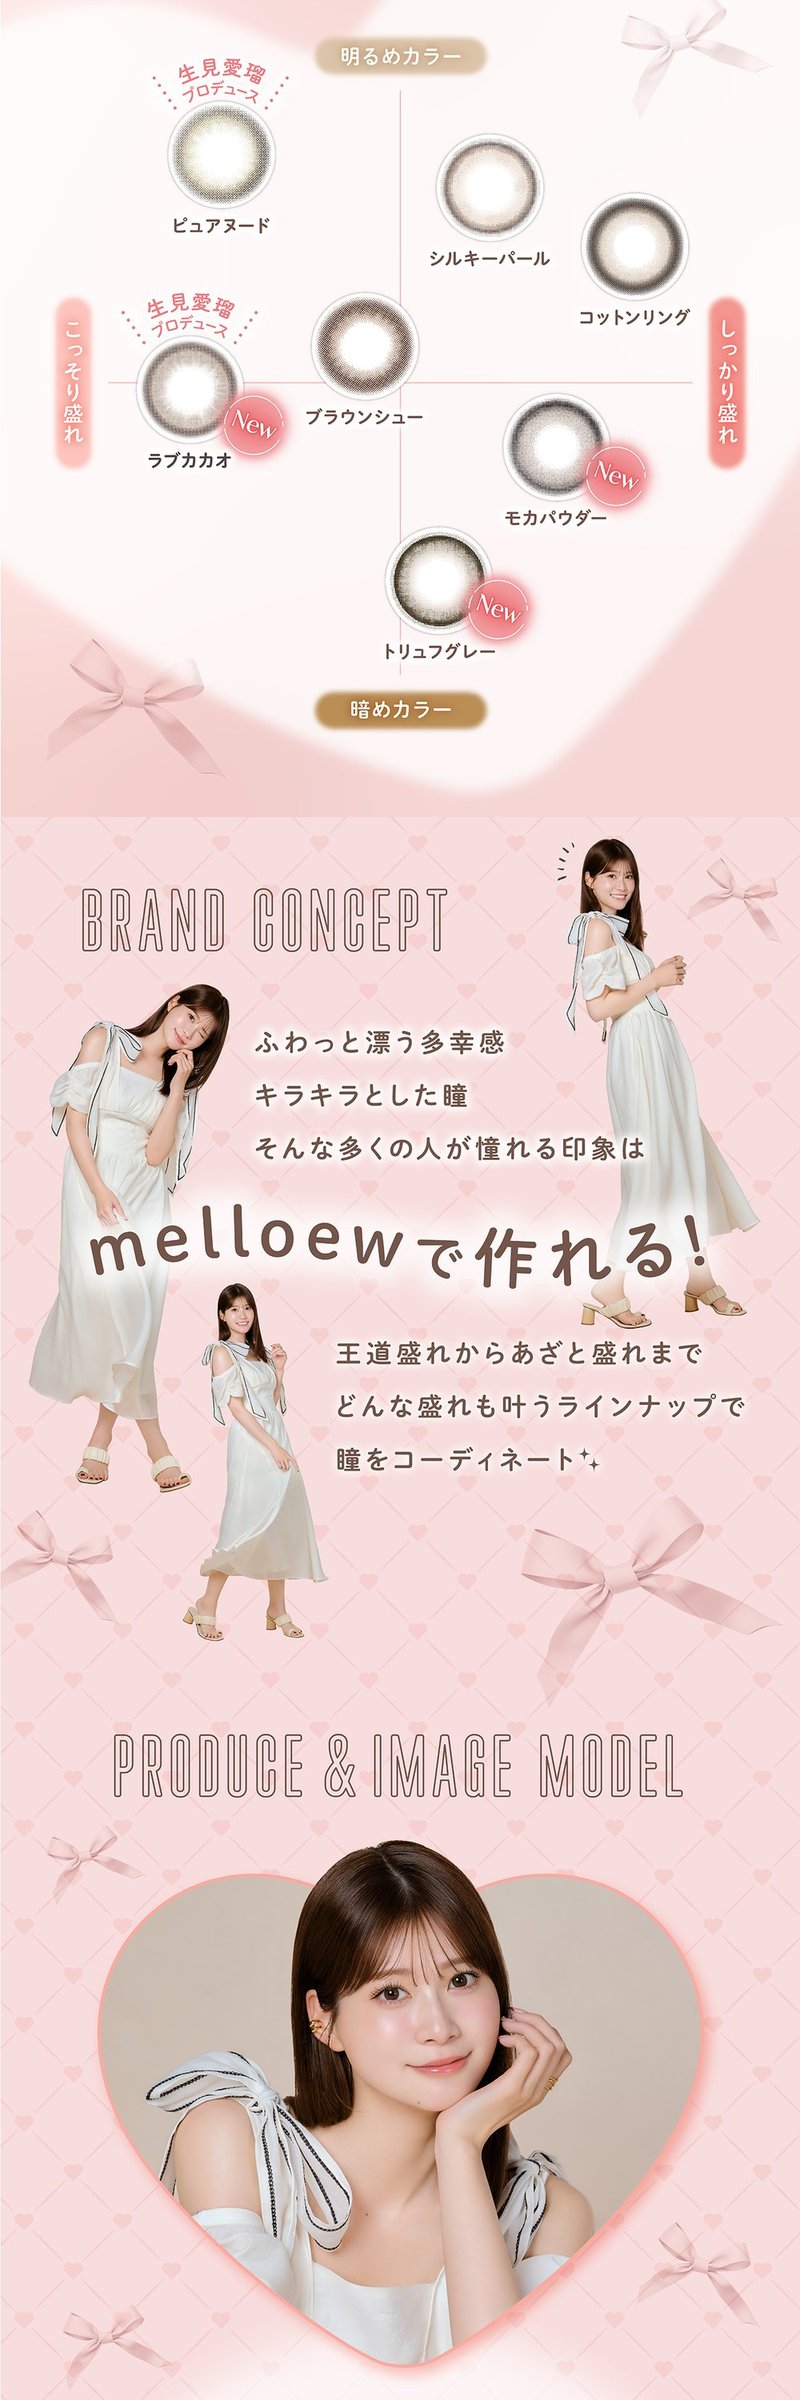 明るめカラー
生見愛瑠
プロデュース
ピュアヌード
シルキーパール
コットンリング
こっそり盛れ
しっかり盛れ
生見愛瑠
プロデュース
ラブカカオ
New
ブラウンシュー
モカパウダー
New
トリュフグレー
New
暗めカラー
BRAND CONCEPT
ふわっと漂う多幸感
キラキラとした瞳
そんな多くの人が憧れる印象は
melloewで作れる!
王道盛れからあざと盛れまで
どんな盛れも叶うラインナップで
瞳をコーディネート
PRODUCE & IMAGE MODEL